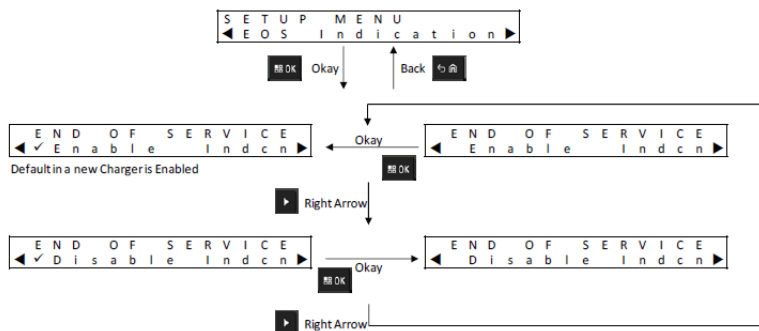 SETUP MENU
◀ EOS Indication ▶
OK Okay Back
END OF SERVICE
◀ ✓ Enable Indcn ▶
Okay
OK
END OF SERVICE
◀ Enable Indcn ▶
Default in a new Charger is Enabled
Right Arrow
END OF SERVICE
◀ ✓ Disable Indcn ▶
Okay
OK
END OF SERVICE
◀ Disable Indcn ▶
Right Arrow